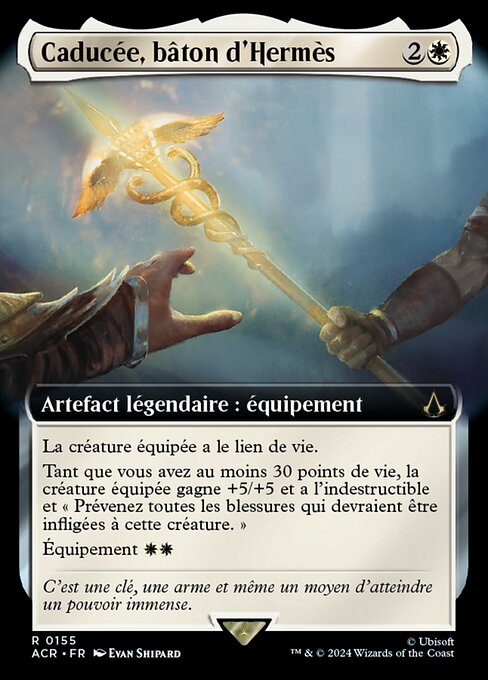 Caducée, bâton d'Hermès 2
Artefact légendaire : équipement
La créature équipée a le lien de vie.
Tant que vous avez au moins 30 points de vie, la
créature équipée gagne +5/+5 et a l'indestructible
et « Prévenez toutes les blessures qui devraient être
infligées à cette créature. »
Équipement
C'est une clé, une arme et même un moyen d'atteindre
un pouvoir immense.
R 0155
ACR • FR Evan Shipard
© Ubisoft
™ & © 2024 Wizards of the Coast